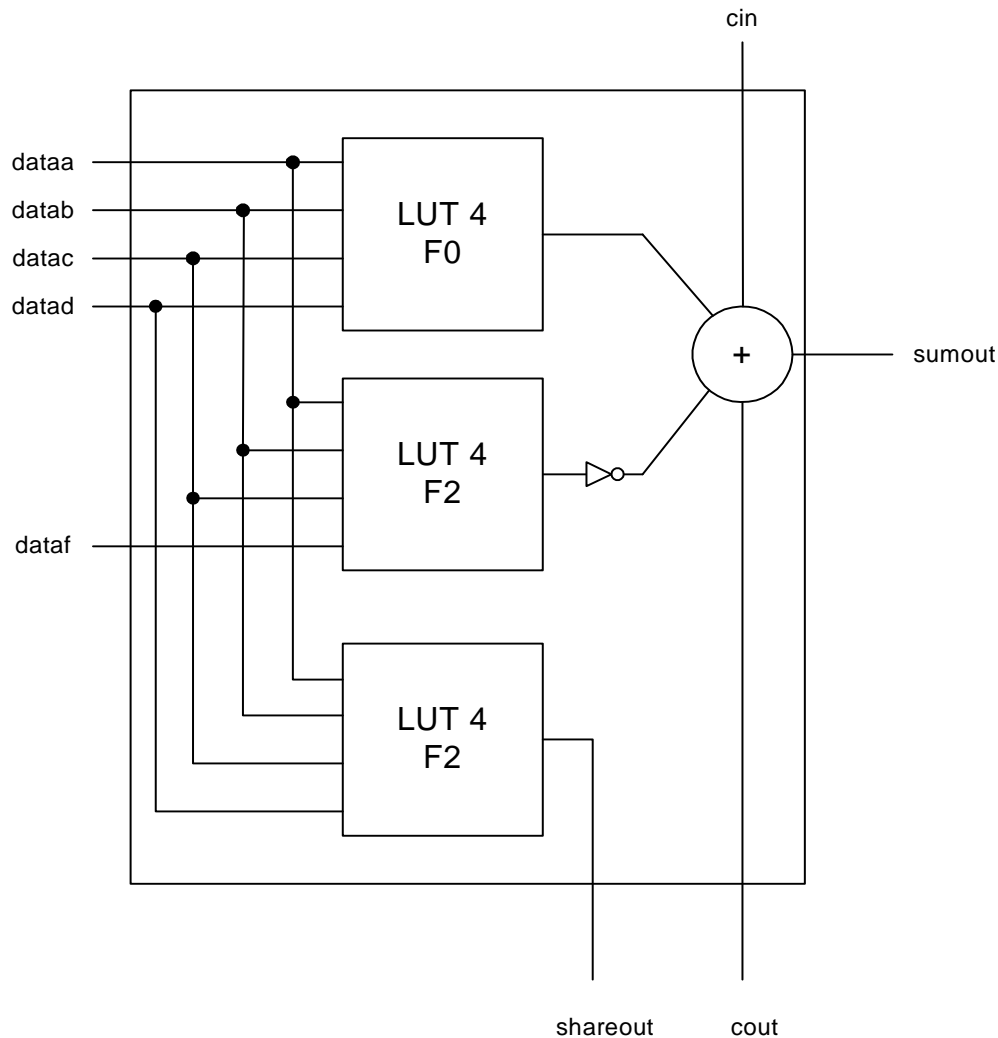 cin
dataa
datab
datac
datad
LUT 4
F0
+
sumout
LUT 4
F2
dataf
LUT 4
F2
shareout
cout